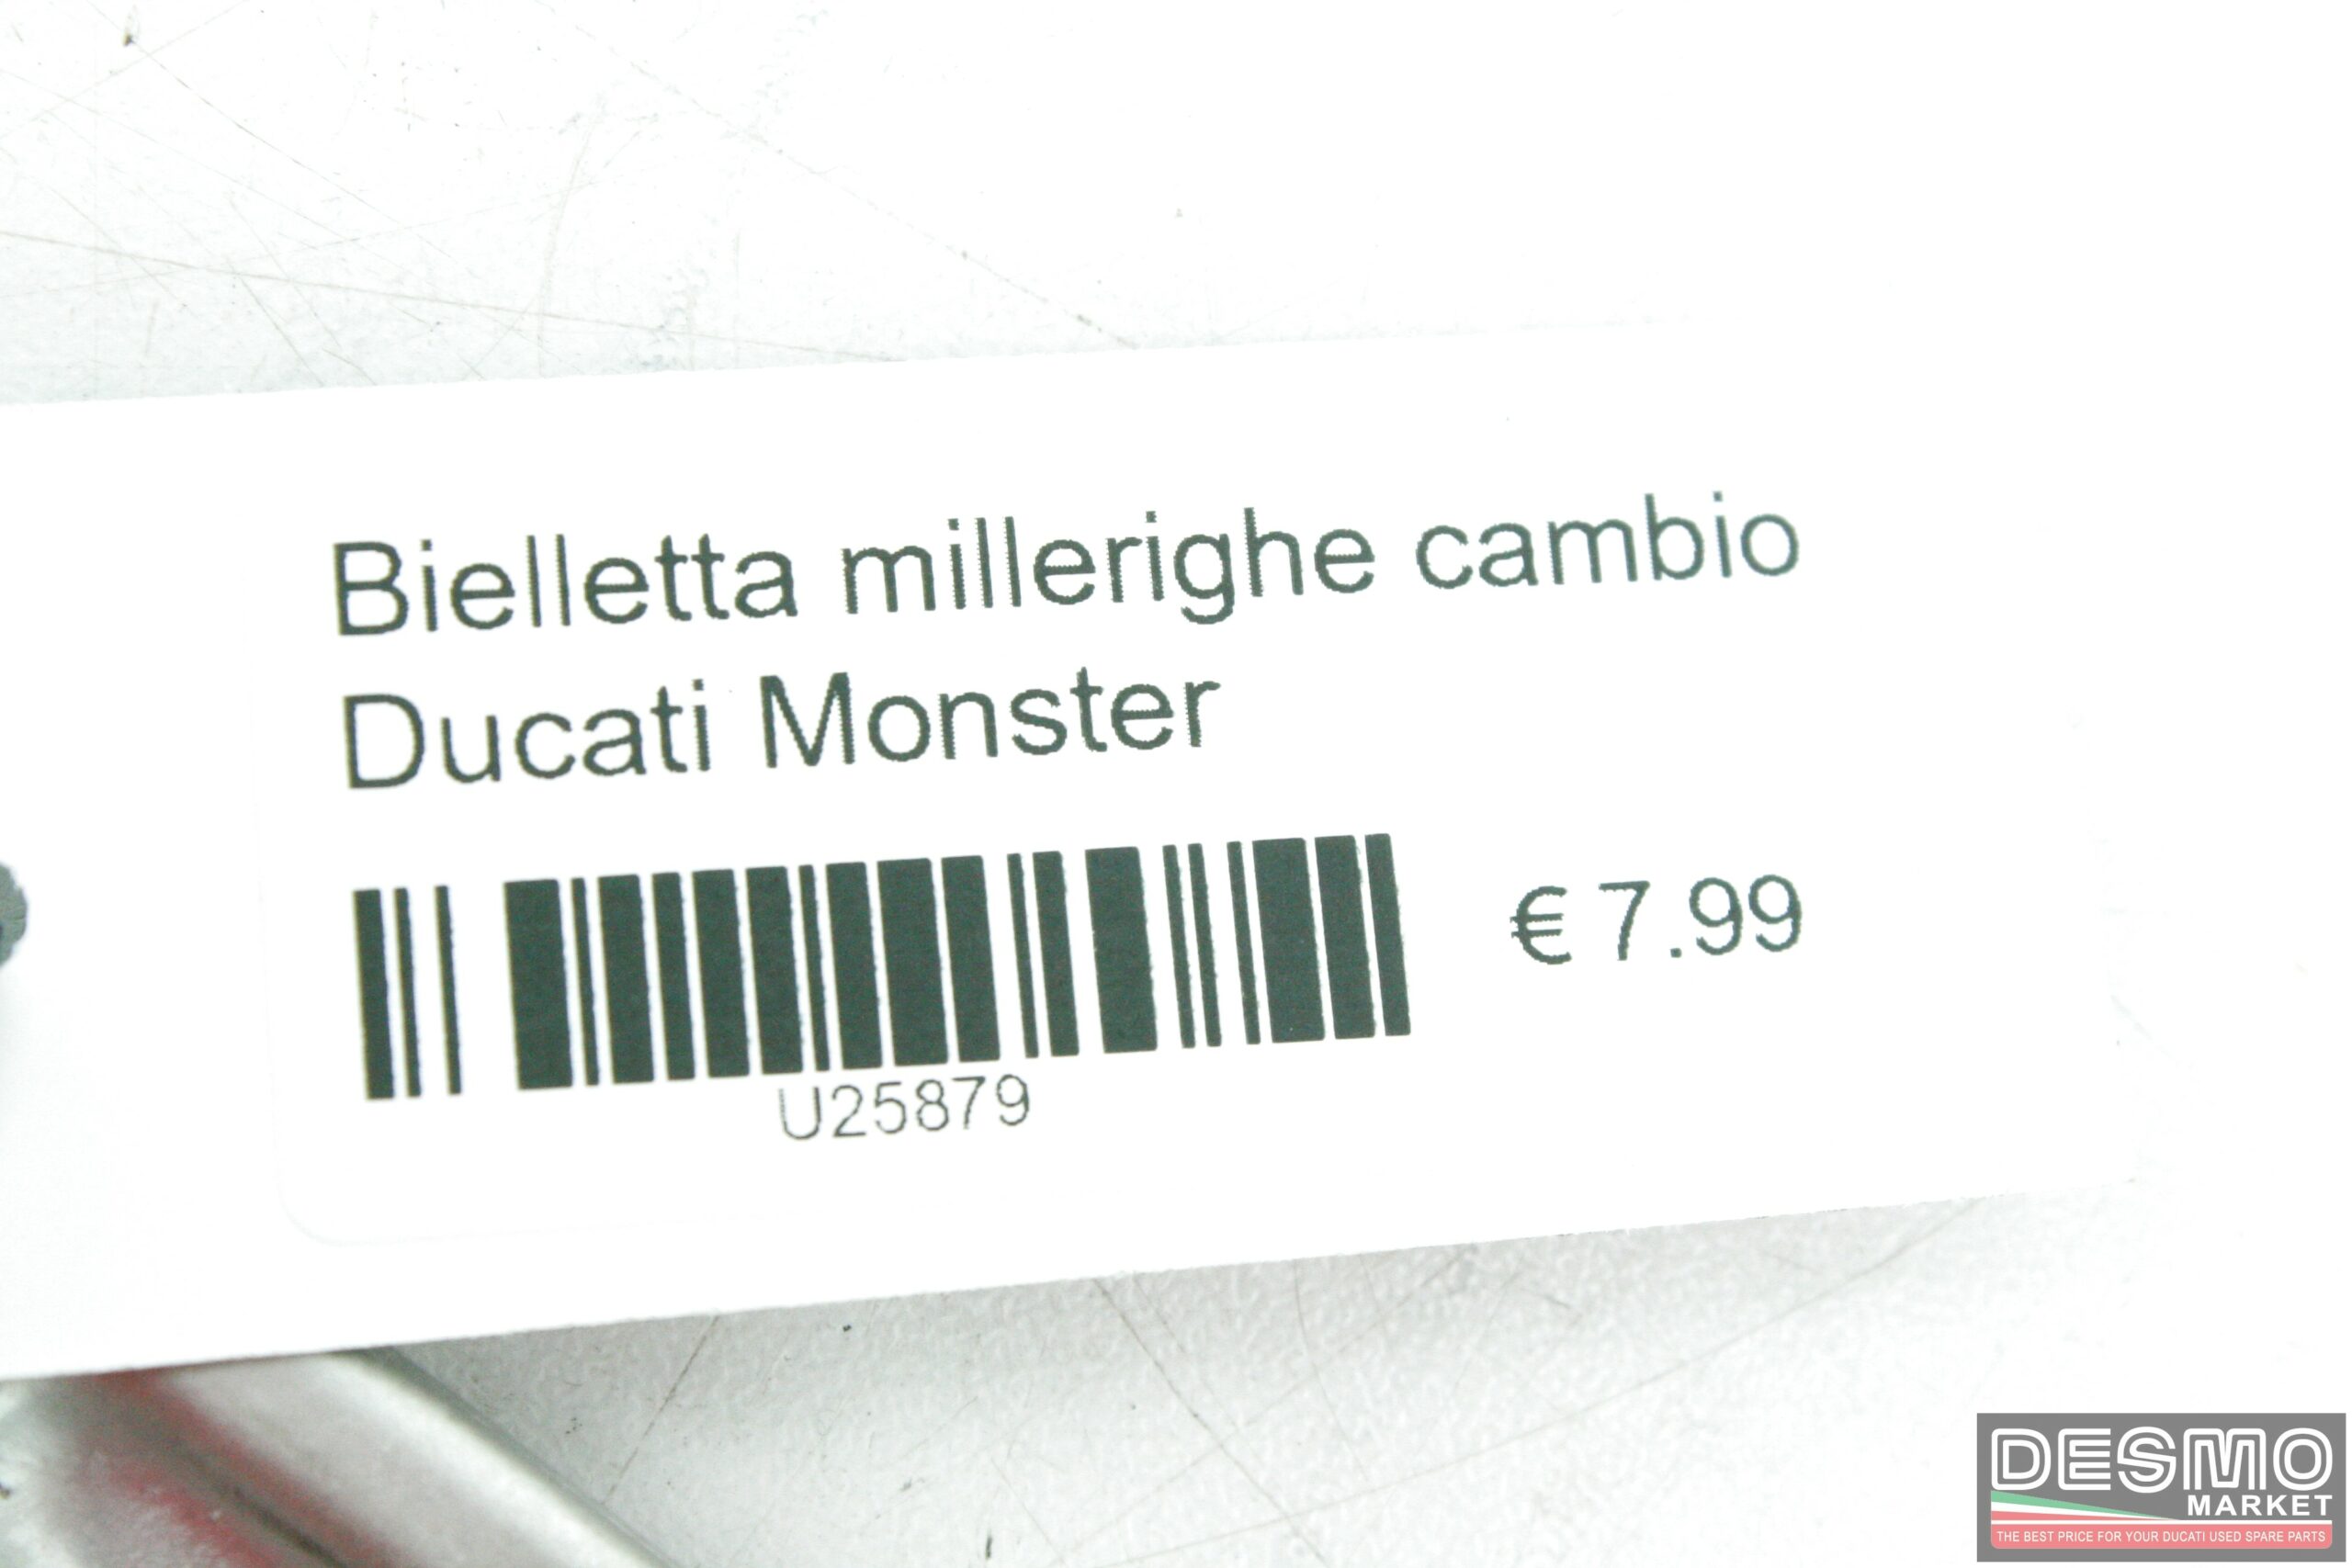 Bielletta millerighe cambio
Ducati Monster
€ 7.99
U25879
DESMO
MARKET
THE BEST PRICE FOR YOUR DUCATI USED SPARE PARTS